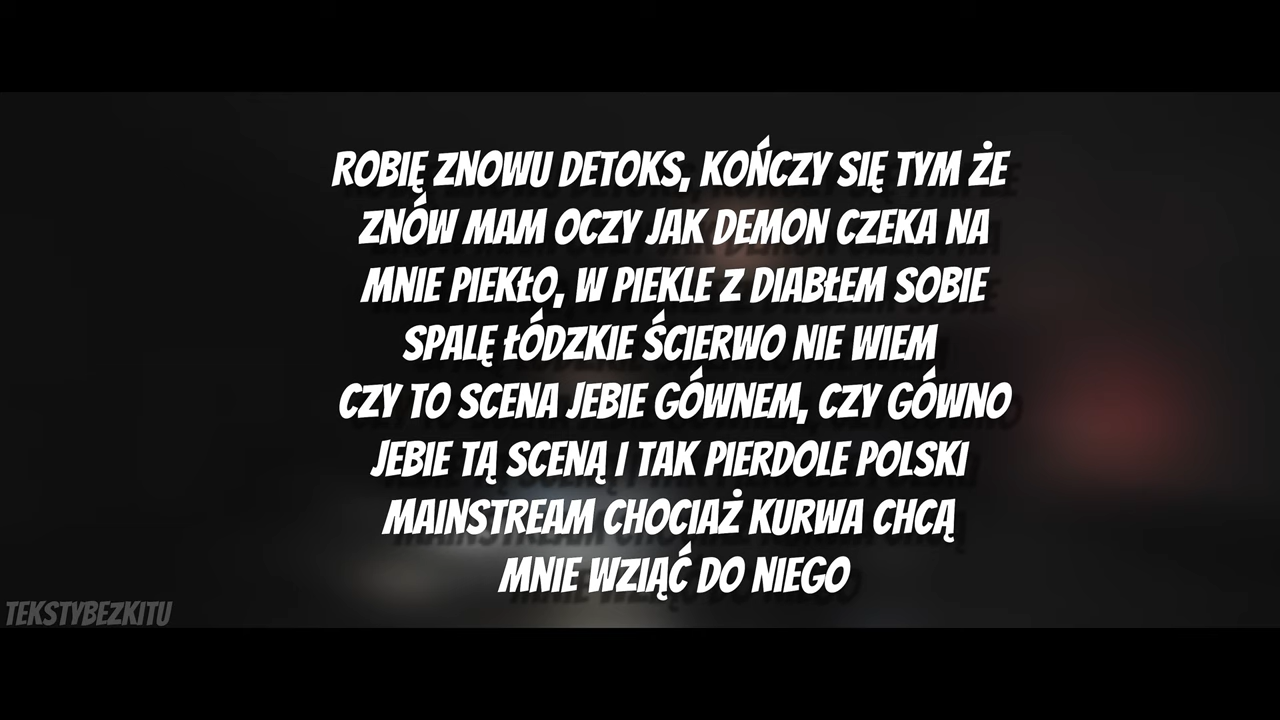 ROBIĘ ZNOWU DETOKS, KOŃCZY SIĘ TYM ŻE
ZNÓW MAM OCZY JAK DEMON CZEKA NA
MNIE PIEKŁO, W PIEKLE Z DIABŁEM SOBIE
SPALĘ ŁÓDZKIE ŚCIERWO NIE WIEM
CZY TO SCENA JEBIE GÓWNEM, CZY GÓWNO
JEBIE TĄ SCENĄ I TAK PIERDOLE POLSKI
MAINSTREAM CHOCIAŻ KURWA CHCĄ
MNIE WZIĄĆ DO NIEGO
TEKSTYBEZKITU